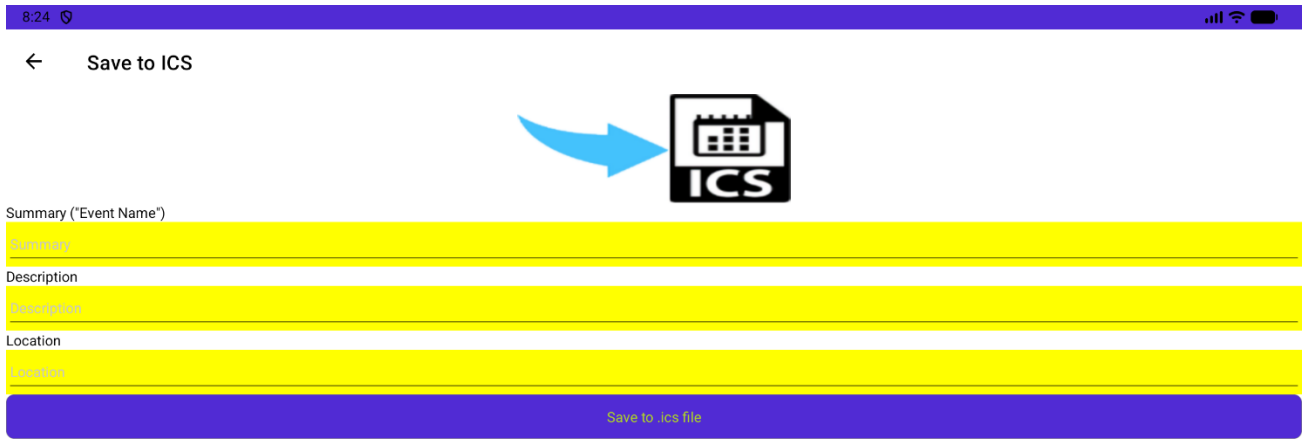 8:24
Save to ICS
ICS
Summary ("Event Name")
Summary
Description
Description
Location
Location
Save to .ics file